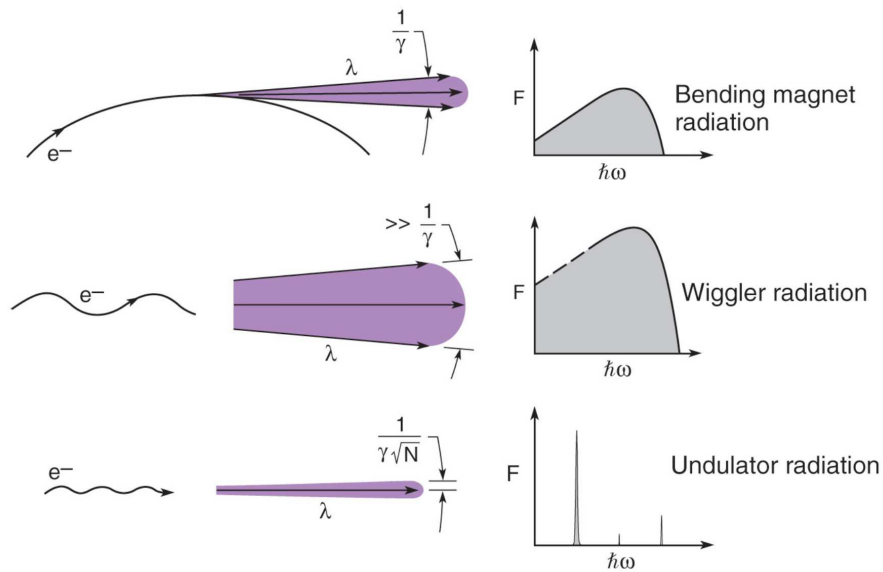 1/γ
λ
e–
F
ħω
Bending magnet
radiation
>> 1/γ
e–
λ
F
ħω
Wiggler radiation
1/γ√N
e–
λ
F
ħω
Undulator radiation